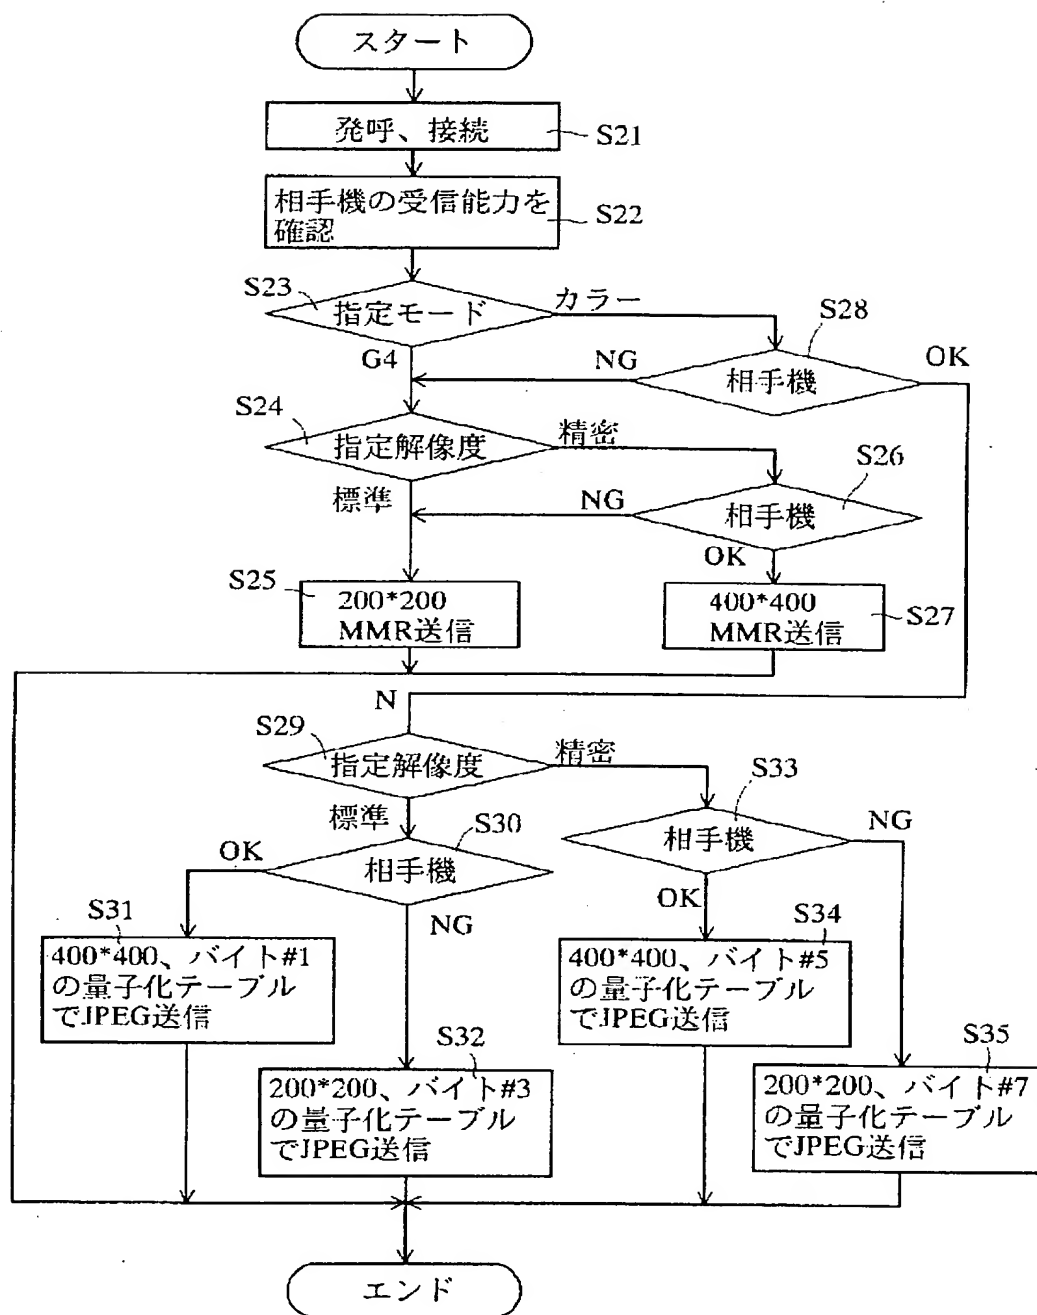 スタート
発呼、接続
S21
相手機の受信能力を
確認
S22
S23
指定モード
カラー
S28
G4
NG
相手機
OK
S24
指定解像度
精密
S26
標準
NG
相手機
OK
S25
200*200
MMR送信
400*400
MMR送信
S27
N
S29
指定解像度
精密
S33
標準
S30
相手機
NG
OK
相手機
OK
S31
NG
S34
400*400、バイト#1
の量子化テーブル
でJPEG送信
400*400、バイト#5
の量子化テーブル
でJPEG送信
S32
S35
200*200、バイト#3
の量子化テーブル
でJPEG送信
200*200、バイト#7
の量子化テーブル
でJPEG送信
エンド